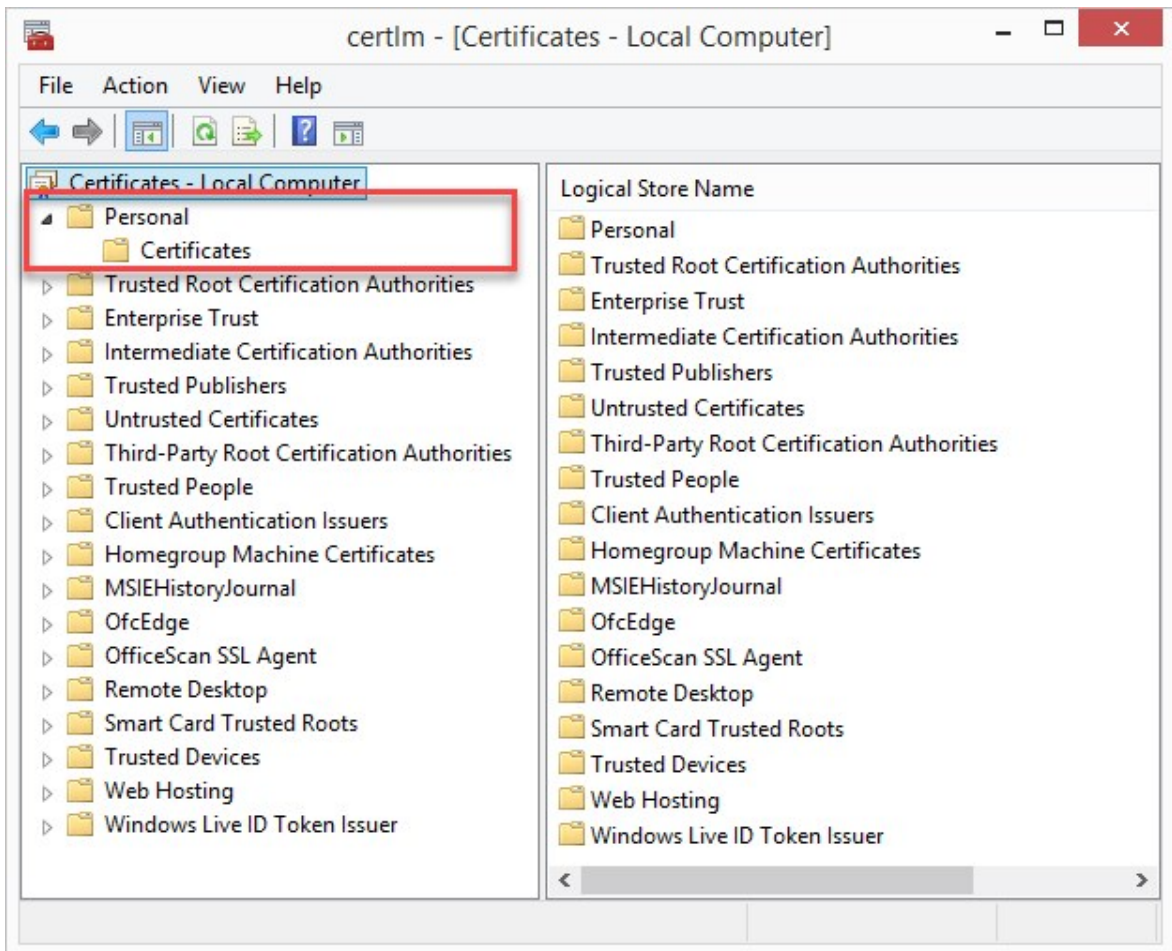 certlm - [Certificates - Local Computer]
File Action View Help
Certificates - Local Computer
Personal
Certificates
Trusted Root Certification Authorities
Enterprise Trust
Intermediate Certification Authorities
Trusted Publishers
Untrusted Certificates
Third-Party Root Certification Authorities
Trusted People
Client Authentication Issuers
Homegroup Machine Certificates
MSIEHistoryJournal
OfcEdge
OfficeScan SSL Agent
Remote Desktop
Smart Card Trusted Roots
Trusted Devices
Web Hosting
Windows Live ID Token Issuer
Logical Store Name
Personal
Trusted Root Certification Authorities
Enterprise Trust
Intermediate Certification Authorities
Trusted Publishers
Untrusted Certificates
Third-Party Root Certification Authorities
Trusted People
Client Authentication Issuers
Homegroup Machine Certificates
MSIEHistoryJournal
OfcEdge
OfficeScan SSL Agent
Remote Desktop
Smart Card Trusted Roots
Trusted Devices
Web Hosting
Windows Live ID Token Issuer